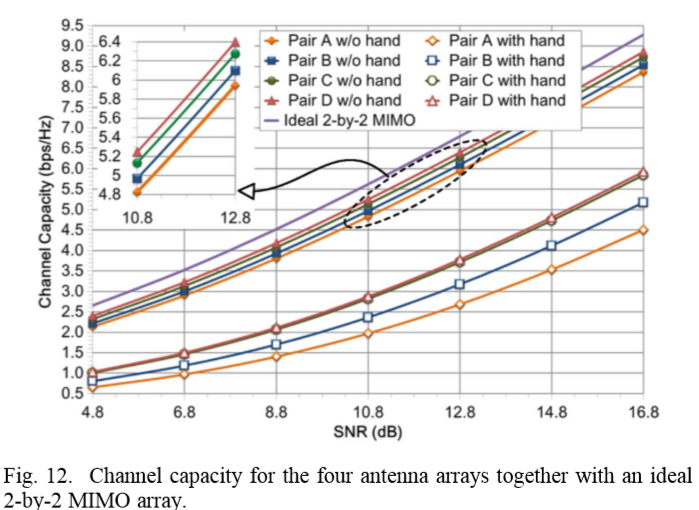 9.5
9.0
8.5
8.0
7.5
7.0
6.5
6.0
5.5
5.0
4.5
4.0
3.5
3.0
2.5
2.0
1.5
1.0
0.5
Channel Capacity (bps/Hz)
6.4
6.2
6
5.8
5.6
5.4
5.2
5
4.8
10.8 12.8
Pair A w/o hand Pair A with hand
Pair B w/o hand Pair B with hand
Pair C w/o hand Pair C with hand
Pair D w/o hand Pair D with hand
Ideal 2-by-2 MIMO
4.8 6.8 8.8 10.8 12.8 14.8 16.8
SNR (dB)
Fig. 12. Channel capacity for the four antenna arrays together with an ideal
2-by-2 MIMO array.